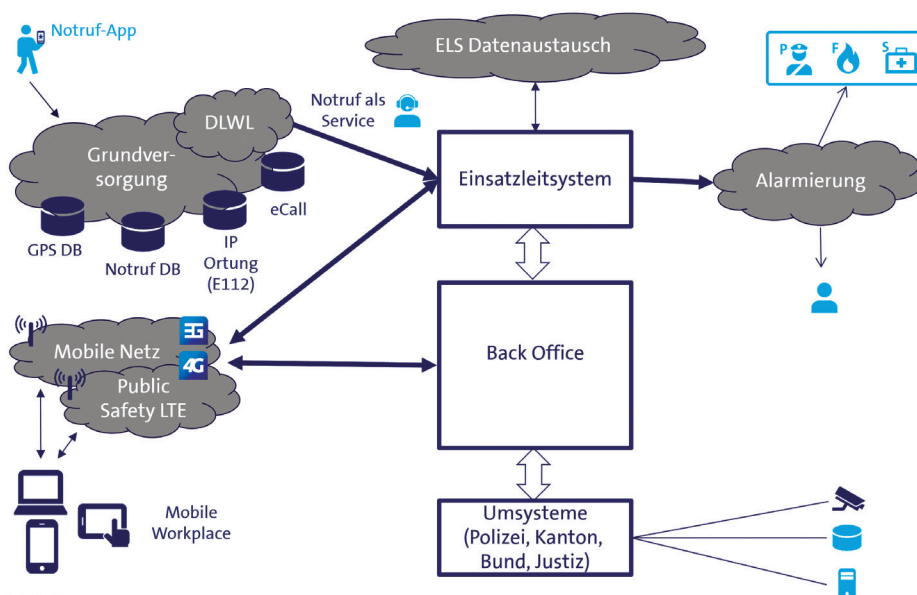 Notruf-App
ELS Datenaustausch
P
F
S
DLWL
Notruf als
Service
Grundver-
sorgung
eCall
GPS DB
Notruf DB
IP
Ortung
(E112)
Einsatzleitsystem
Alarmierung
3G
Mobile Netz
4G
Public
Safety LTE
Back Office
Mobile
Workplace
Umsysteme
(Polizei, Kanton,
Bund, Justiz)